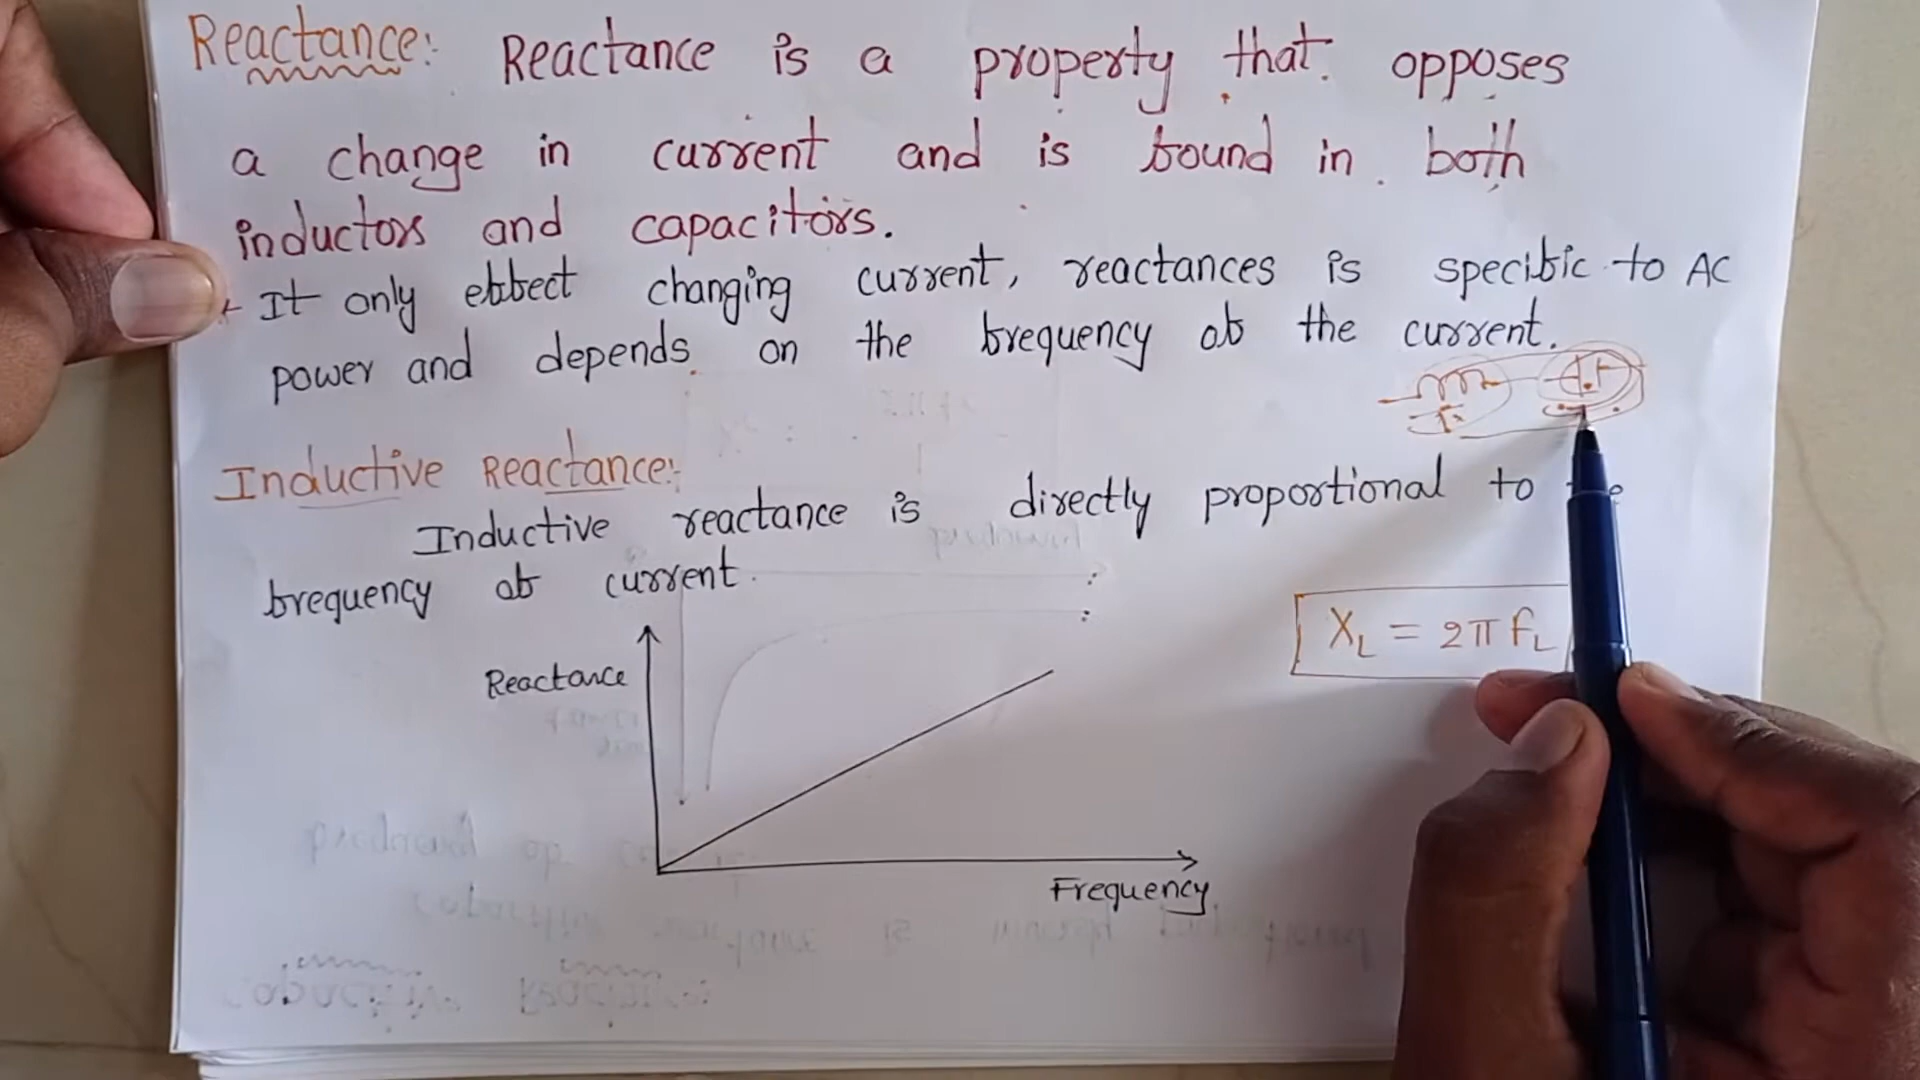 Reactance: Reactance is a property that opposes
a change in current and is found in both
inductors and capacitors.
It only effect changing current, reactances is specific to AC
power and depends on the frequency of the current.
Inductive Reactance:
Inductive reactance is directly proportional to
frequency of current.
Reactance
X_L = 2π f_L
Frequency